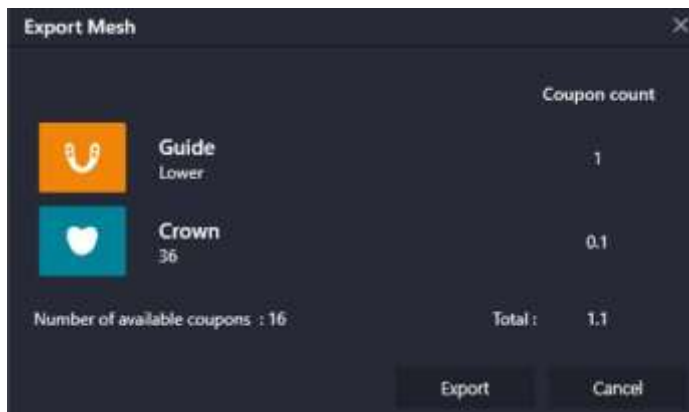 Export Mesh
Coupon count
Guide
Lower
1
Crown
36
0.1
Number of available coupons : 16
Total : 1.1
Export Cancel